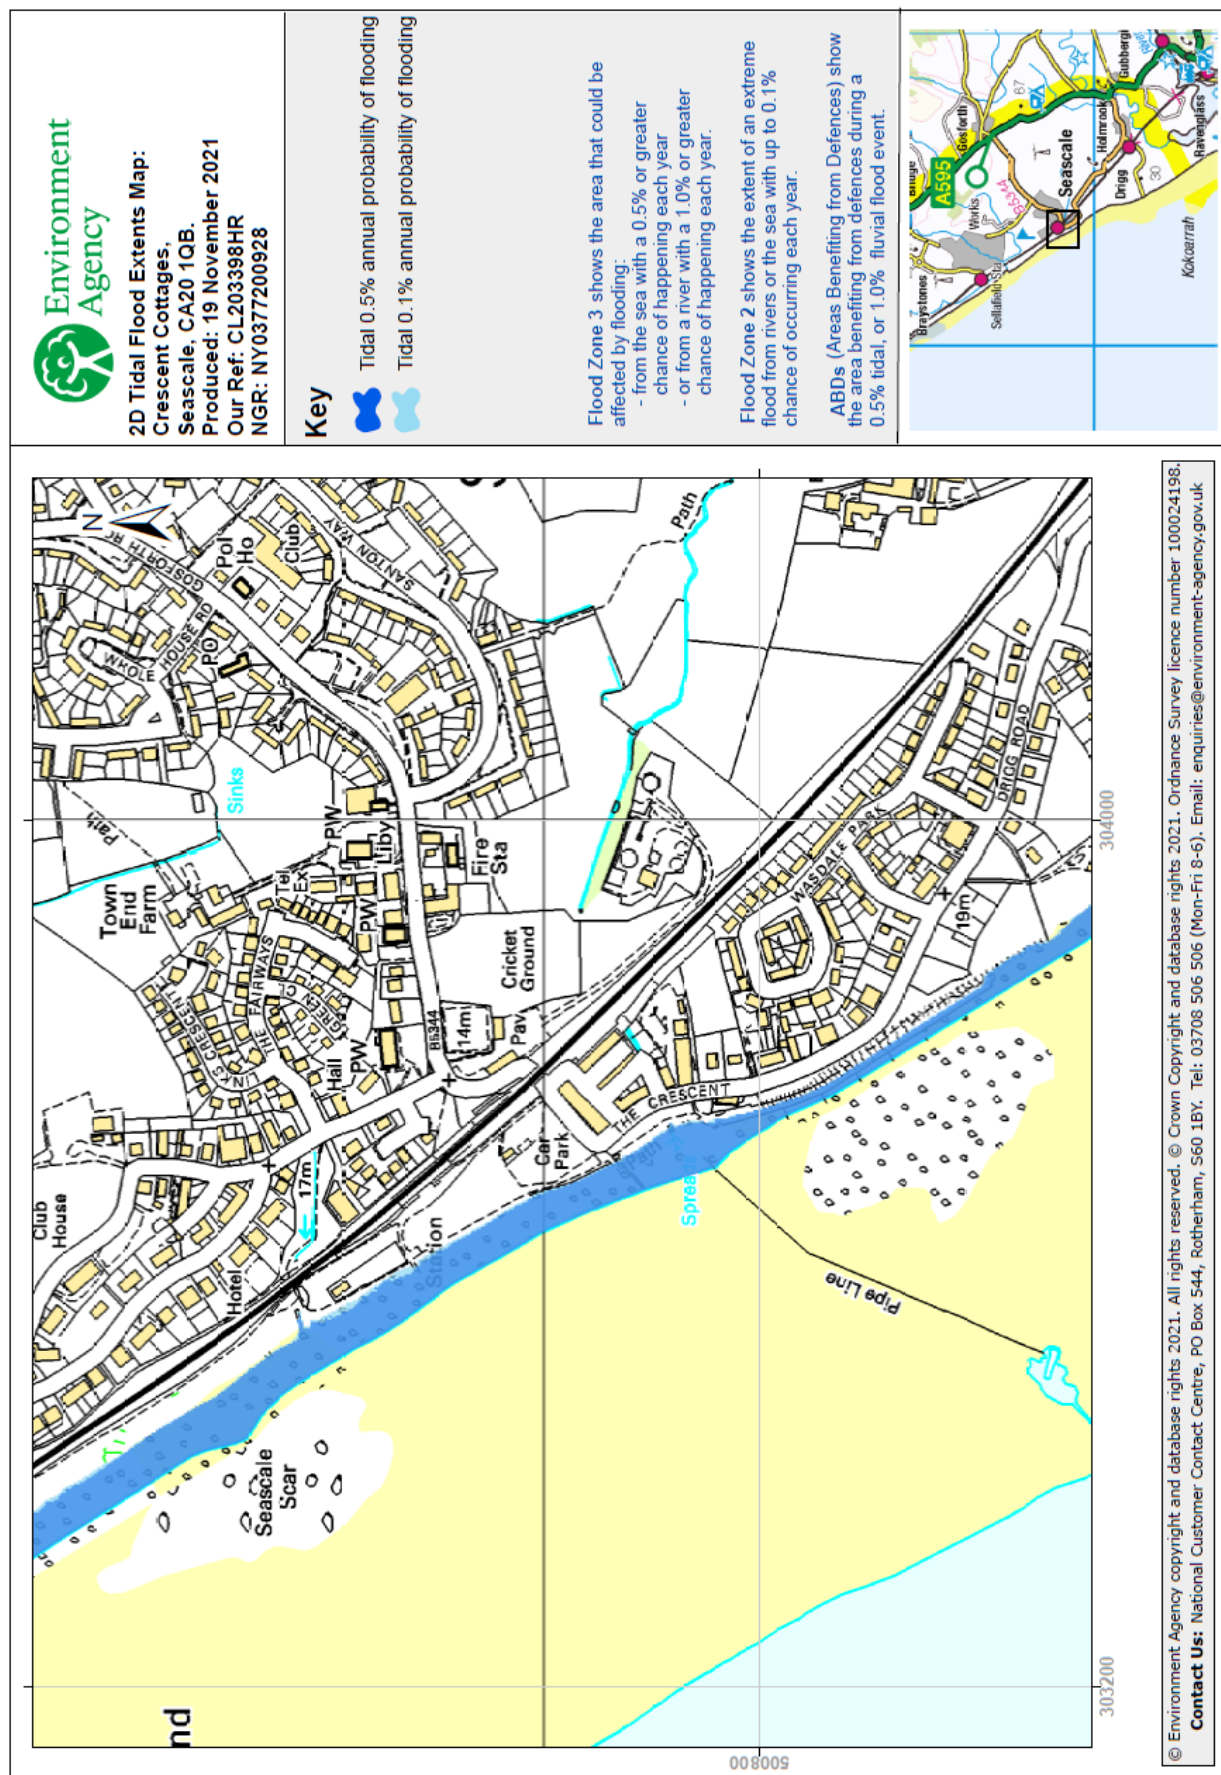 Environment
Agency
2D Tidal Flood Extents Map:
Crescent Cottages,
Seascale, CA20 1QB.
Produced: 19 November 2021
Our Ref: CL203398HR
NGR: NY0377200928
Key
Tidal 0.5% annual probability of flooding
Tidal 0.1% annual probability of flooding
Flood Zone 3 shows the area that could be
affected by flooding:
- from the sea with a 0.5% or greater
chance of happening each year
- or from a river with a 1.0% or greater
chance of happening each year.
Flood Zone 2 shows the extent of an extreme
flood from rivers or the sea with up to 0.1%
chance of occurring each year.
ABDs (Areas Benefiting from Defences) show
the area benefiting from defences during a
0.5% tidal, or 1.0% fluvial flood event.
Braystones
Sellafield Sta
Works
A595
Gosforth
B5344
67
Seascale
Holmrook
Drigg
30
Ravenglass
Kokoarrah
N
GOSFORTH RD
Pol
Ho
Club
SANTON WAY
WHOLE
HOUSE RD
PO
Sinks
Path
Town
End
Farm
Tel
Ex
PW
Liby
PW
Fire
Sta
LINKS CRESCENT
THE FAIRWAYS
GREEN CL
Hall
PW
B5344
14m
Pav
Cricket
Ground
Path
Club
House
17m
Hotel
Station
Car
Park
THE CRESCENT
Path
Spreads
WASDALE PARK
DRIGG ROAD
19m
Pipe Line
Seascale
Scar
nd
303200
304000
500800
© Environment Agency copyright and database rights 2021. All rights reserved. © Crown Copyright and database rights 2021. Ordnance Survey licence number 100024198.
Contact Us: National Customer Contact Centre, PO Box 544, Rotherham, S60 1BY. Tel: 03708 506 506 (Mon-Fri 8-6). Email: enquiries@environment-agency.gov.uk